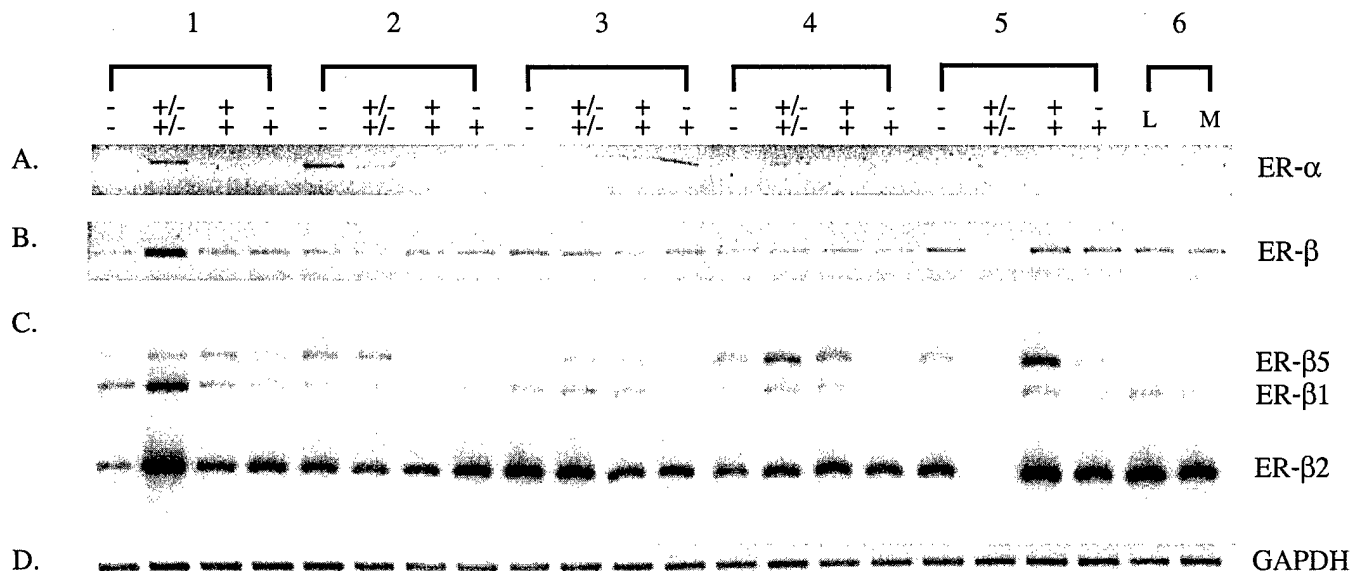 1 2 3 4 5 6
- +/- + - - +/- + - - +/- + - - +/- + - - +/- + -
- +/- + + - +/- + + - +/- + + - +/- + + - +/- + + L M
A. ER-α
B. ER-β
C.
ER-β5
ER-β1
ER-β2
D. GAPDH